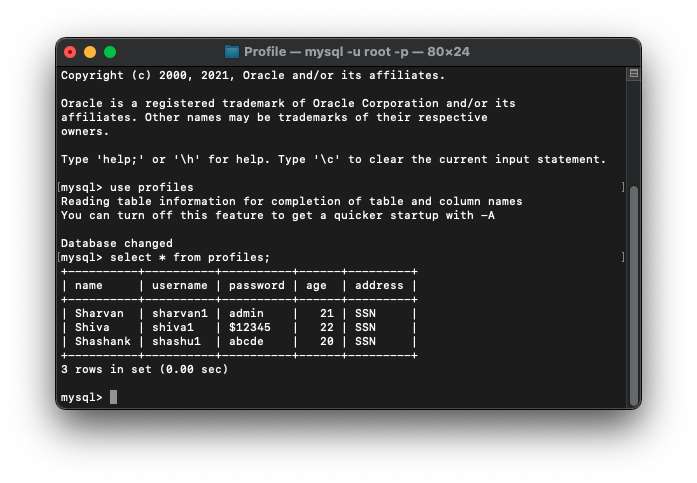 Profile — mysql -u root -p — 80×24
Copyright (c) 2000, 2021, Oracle and/or its affiliates.
Oracle is a registered trademark of Oracle Corporation and/or its
affiliates. Other names may be trademarks of their respective
owners.
Type 'help;' or '\h' for help. Type '\c' to clear the current input statement.
[mysql> use profiles ]
Reading table information for completion of table and column names
You can turn off this feature to get a quicker startup with -A
Database changed
[mysql> select * from profiles; ]
+----------+----------+----------+------+---------+
| name     | username | password | age  | address |
+----------+----------+----------+------+---------+
| Sharvan  | sharvan1 | admin    |   21 | SSN     |
| Shiva    | shiva1   | $12345   |   22 | SSN     |
| Shashank | shashu1  | abcde    |   20 | SSN     |
+----------+----------+----------+------+---------+
3 rows in set (0.00 sec)
mysql>